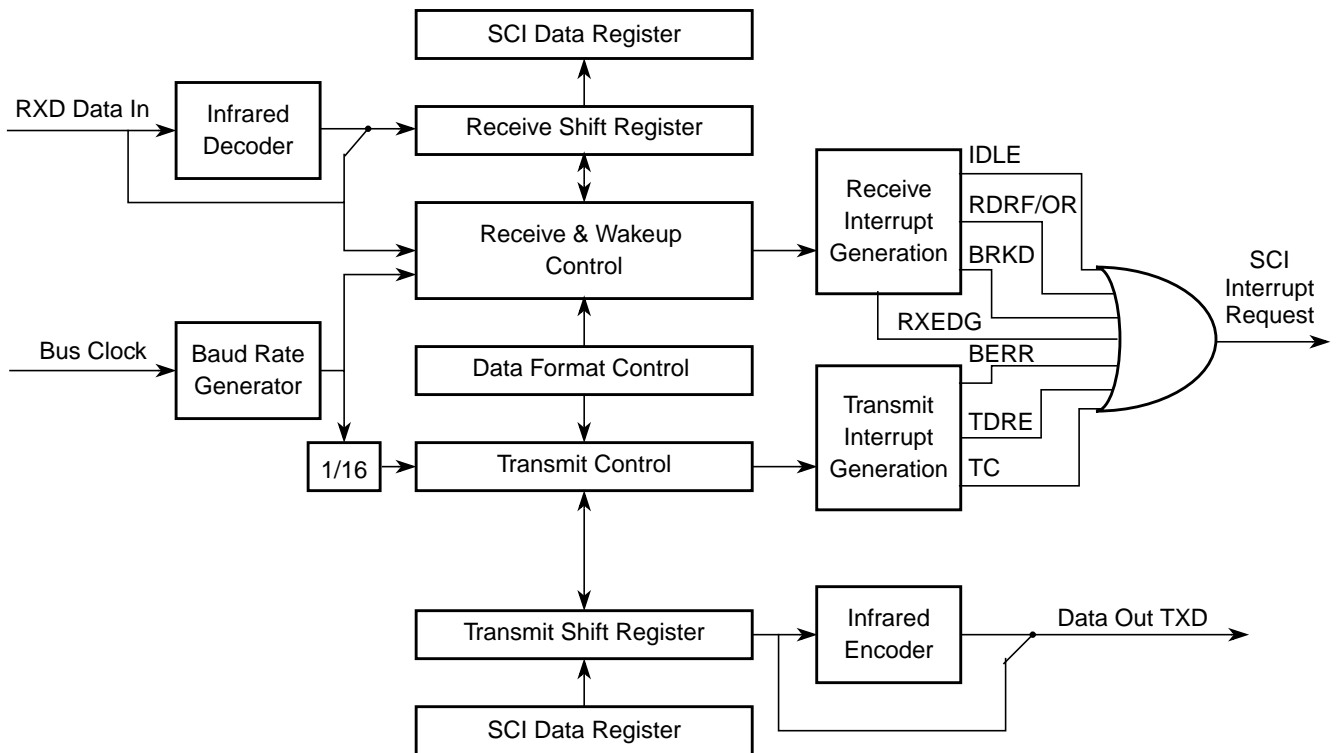 SCI Data Register
RXD Data In
Infrared
Decoder
Receive Shift Register
IDLE
Receive
Interrupt
Generation
RDRF/OR
BRKD
Receive & Wakeup
Control
SCI
Interrupt
Request
RXEDG
Bus Clock
Baud Rate
Generator
Data Format Control
BERR
Transmit
Interrupt
Generation
TDRE
TC
1/16
Transmit Control
Transmit Shift Register
Infrared
Encoder
Data Out TXD
SCI Data Register